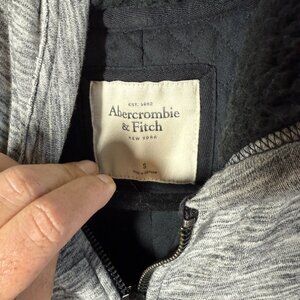 EST. 1892
Abercrombie
& Fitch
NEW YORK
S